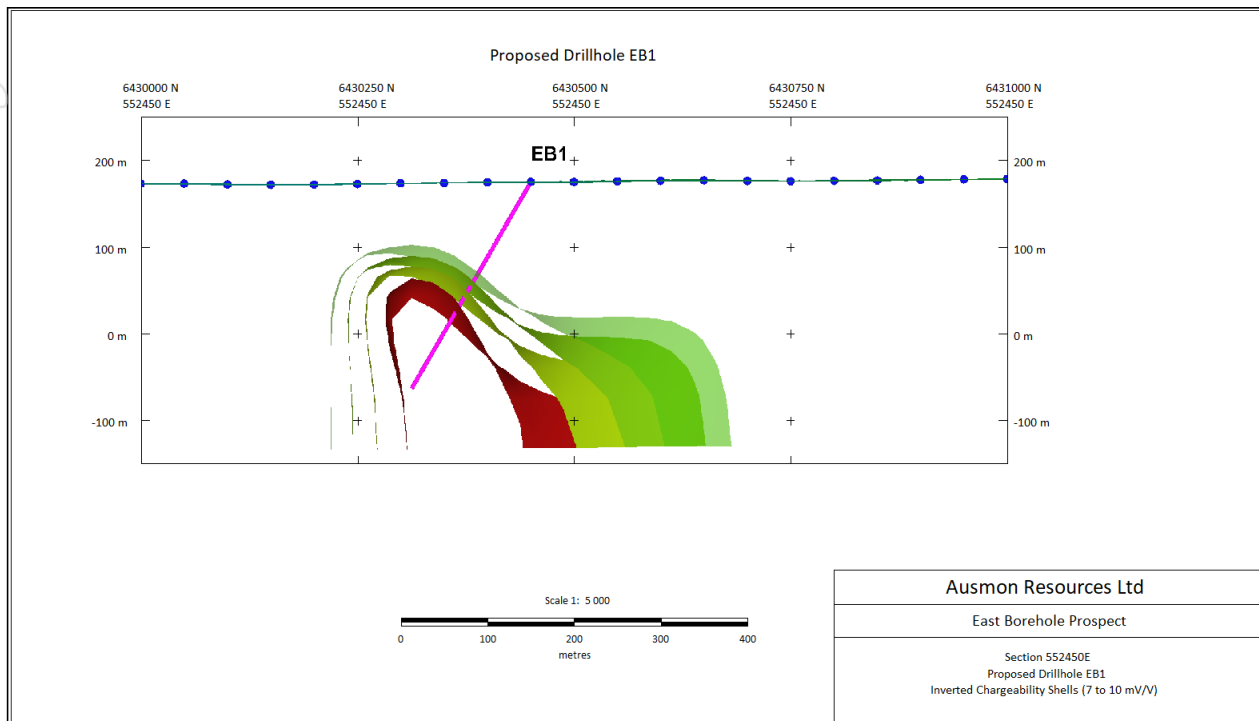 Proposed Drillhole EB1
6430000 N
552450 E
6430250 N
552450 E
6430500 N
552450 E
6430750 N
552450 E
6431000 N
552450 E
EB1
200 m
200 m
100 m
100 m
0 m
0 m
-100 m
-100 m
Scale 1: 5 000
0 100 200 300 400
metres
Ausmon Resources Ltd
East Borehole Prospect
Section 552450E
Proposed Drillhole EB1
Inverted Chargeability Shells (7 to 10 mV/V)